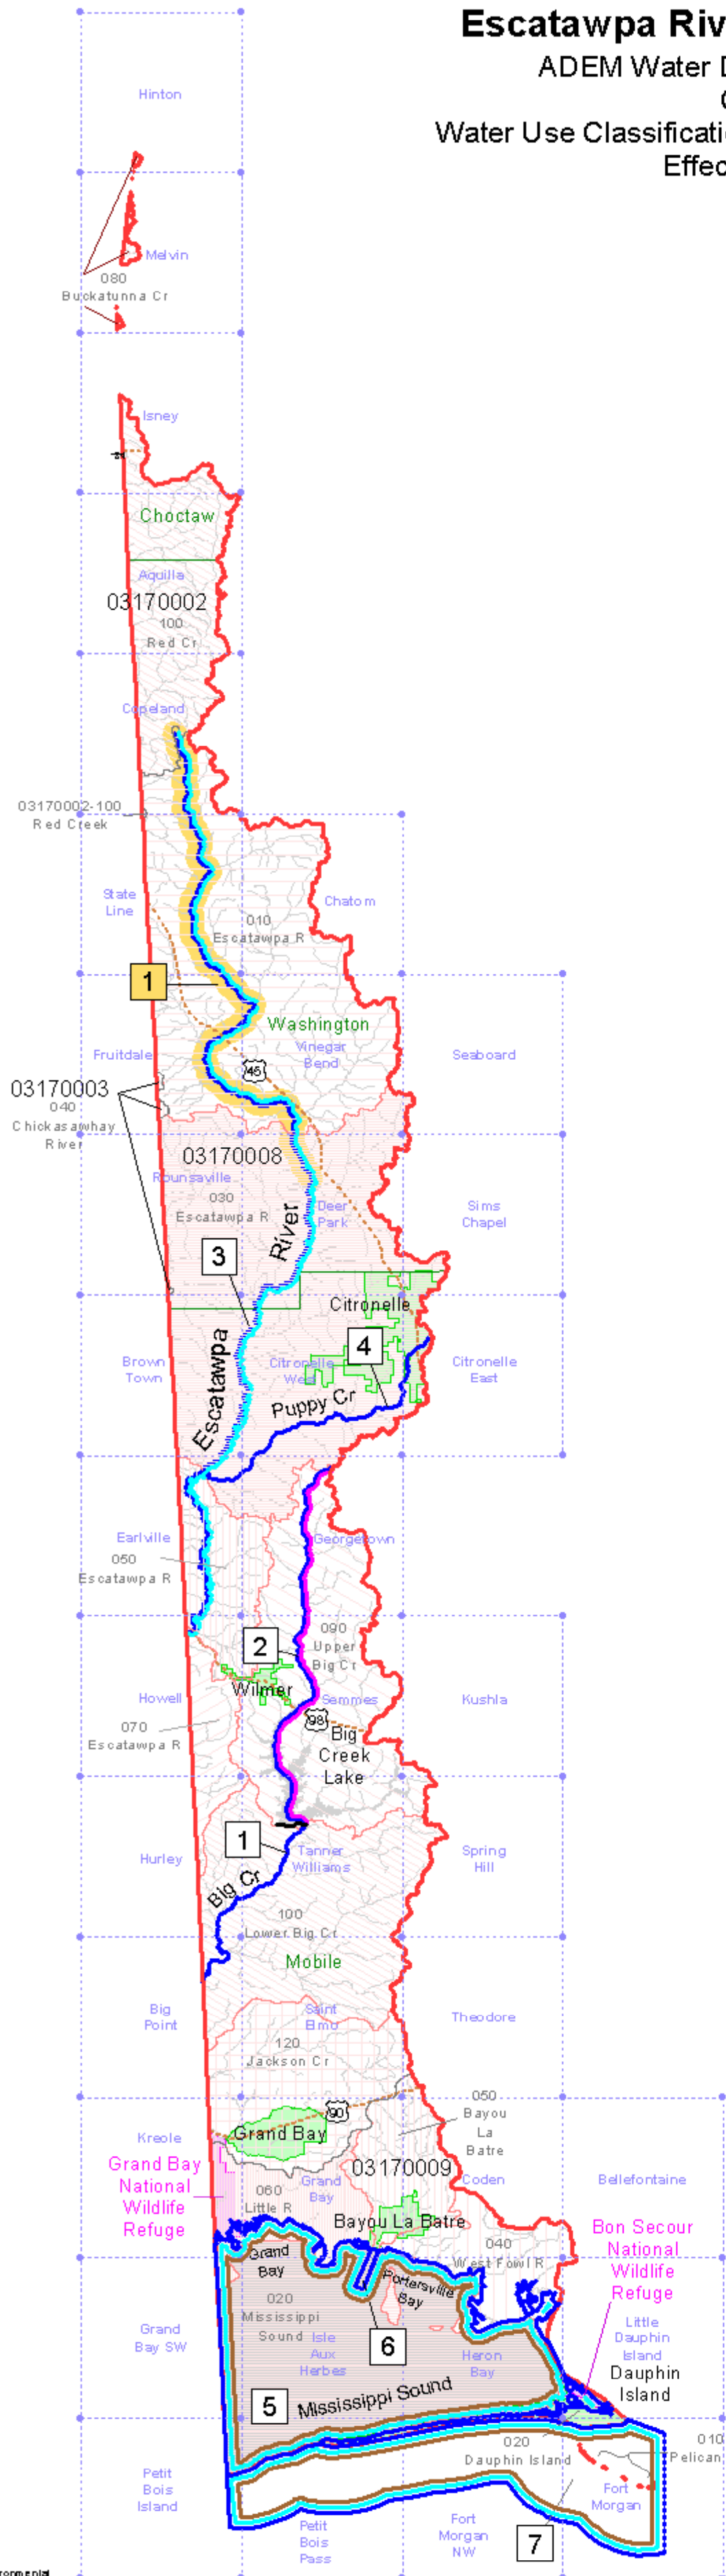 Escatawpa Riv
ADEM Water D
Water Use Classificati
Effec
Hinton
Melvin
080
Buckatunna Cr
Isney
Choctaw
Aquilla
03170002
100
Red Cr
Copeland
03170002-100
Red Creek
State
Line
Chatom
010
Escatawpa R
1
Washington
Fruitdale
Vinegar
Bend
Seaboard
45
03170003
040
Chickasawhay
River
03170008
Rounsaville
030
Escatawpa R
River
Deer
Park
Sims
Chapel
3
Citronelle
4
Escatawpa
Brown
Town
Citronelle
West
Citronelle
East
Puppy Cr
Earlville
Georgetown
050
Escatawpa R
2
090
Upper
Big Cr
Wilmer
Howell
Semmes
Kushla
070
Escatawpa R
98
Big
Creek
Lake
1
Hurley
Tanner
Williams
Spring
Hill
Big Cr
100
Lower Big Cr
Mobile
Big
Point
Saint
Elmo
Theodore
120
Jackson Cr
050
Bayou
La
Batre
90
Kreole
Grand Bay
Grand Bay
National
Wildlife
Refuge
03170009
060
Little R
Grand
Bay
Coden
Bellefontaine
Bayou La Batre
Bon Secour
National
Wildlife
Refuge
040
West Fowl R
Grand
Bay
Portersville
Bay
020
Mississippi
Sound
Grand
Bay SW
Isle
Aux
Herbes
6
Heron
Bay
Little
Dauphin
Island
Dauphin
Island
5
Mississippi Sound
020
Dauphin Island
010
Pelican
Petit
Bois
Island
Fort
Morgan
Petit
Bois
Pass
Fort
Morgan
NW
7
ronmental